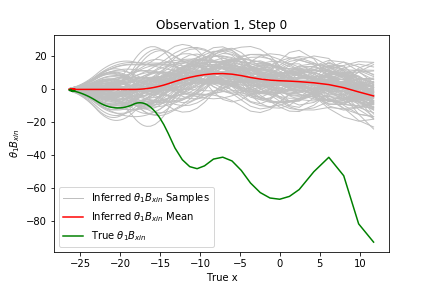 Observation 1, Step 0
20
0
−20
−40
−60
−80
θ₁Bₓᵢₙ
Inferred θ₁Bₓᵢₙ Samples
Inferred θ₁Bₓᵢₙ Mean
True θ₁Bₓᵢₙ
−25 −20 −15 −10 −5 0 5 10
True x